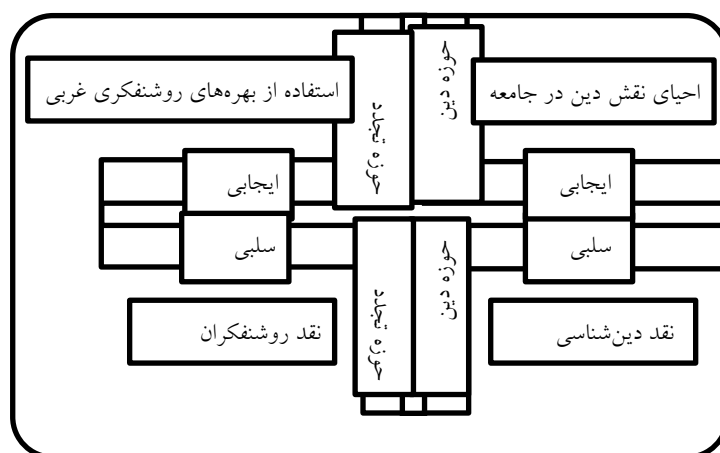 حوزه دین
حوزه تجدد
احیای نقش دین در جامعه
استفاده از بهره‌های روشنفکری غربی
ایجابی
ایجابی
سلبی
سلبی
حوزه دین
حوزه تجدد
نقد دین‌شناسی
نقد روشنفکران